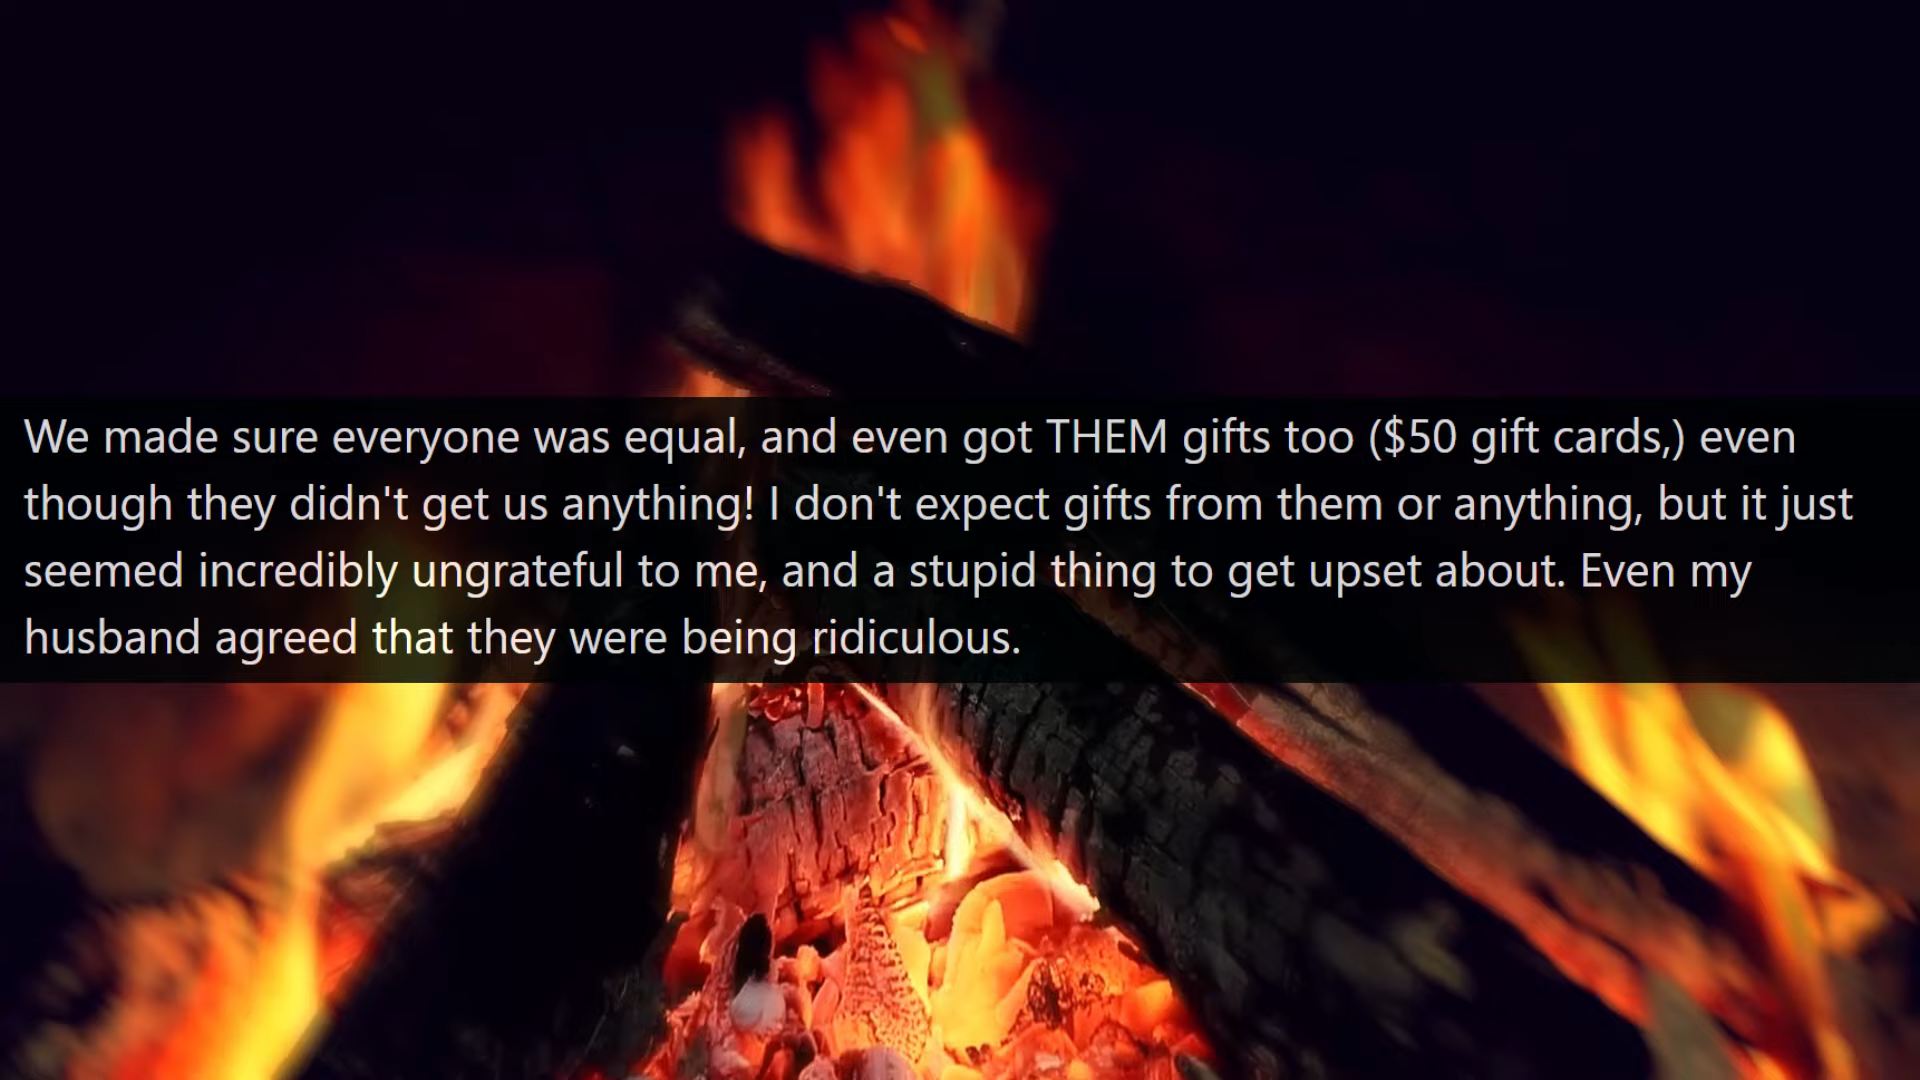 We made sure everyone was equal, and even got THEM gifts too ($50 gift cards,) even
though they didn't get us anything! I don't expect gifts from them or anything, but it just
seemed incredibly ungrateful to me, and a stupid thing to get upset about. Even my
husband agreed that they were being ridiculous.